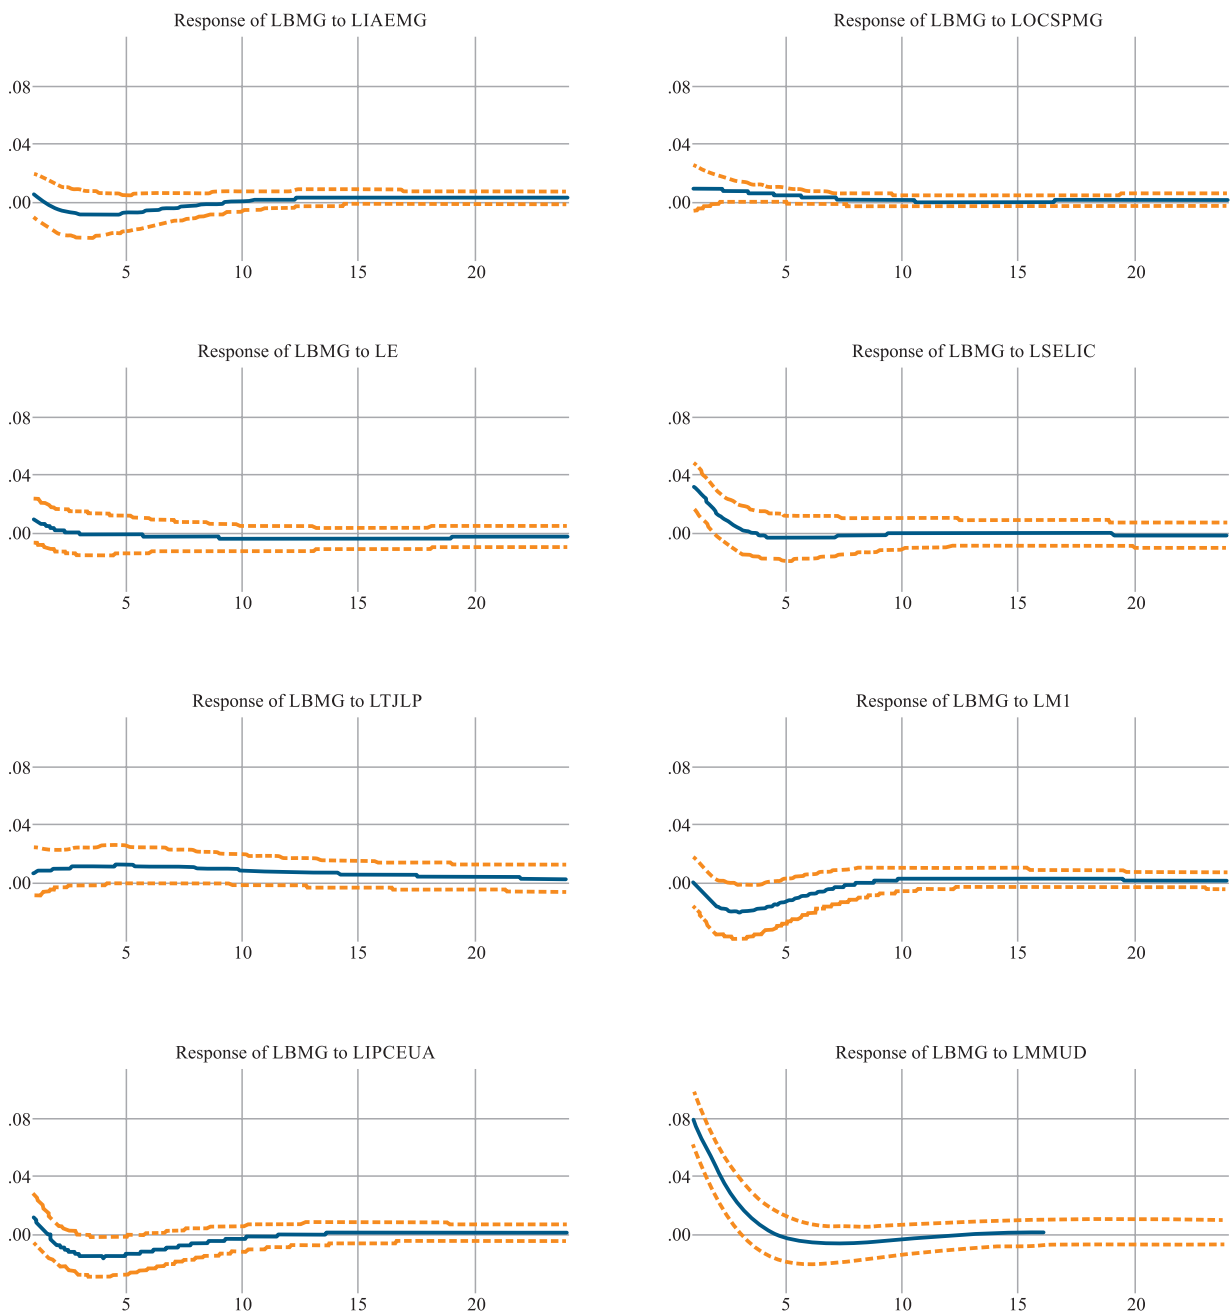 Response of LBMG to LIAEMG
.08
.04
.00
5 10 15 20
Response of LBMG to LOCSPMG
.08
.04
.00
5 10 15 20
Response of LBMG to LE
.08
.04
.00
5 10 15 20
Response of LBMG to LSELIC
.08
.04
.00
5 10 15 20
Response of LBMG to LTJLP
.08
.04
.00
5 10 15 20
Response of LBMG to LM1
.08
.04
.00
5 10 15 20
Response of LBMG to LIPCEUA
.08
.04
.00
5 10 15 20
Response of LBMG to LMMUD
.08
.04
.00
5 10 15 20